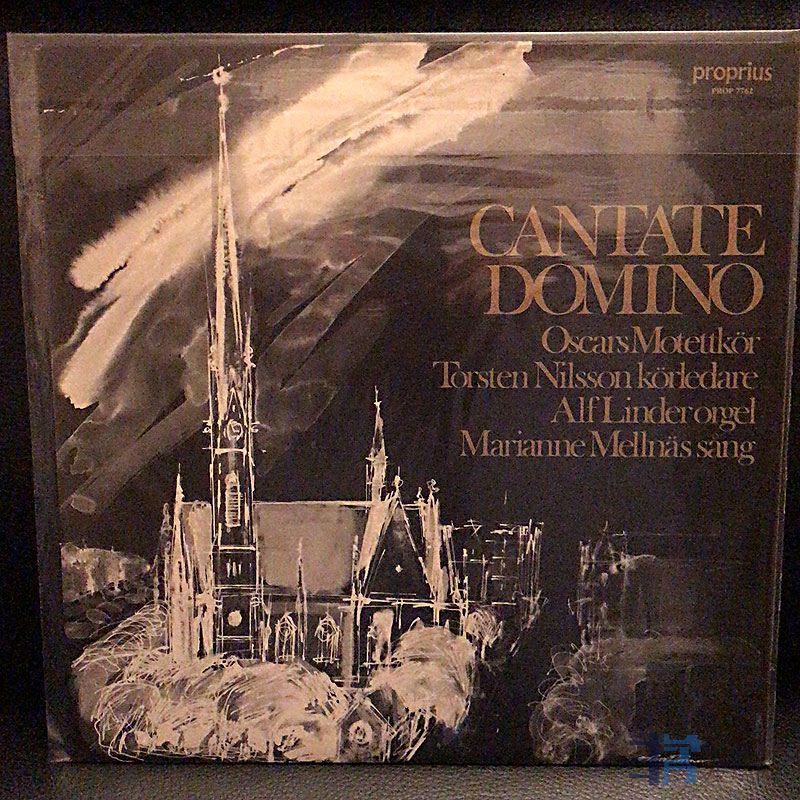 proprius
PROP 7762
CANTATE
DOMINO
Oscars Motettkör
Torsten Nilsson körledare
Alf Linder orgel
Marianne Mellnäs sång